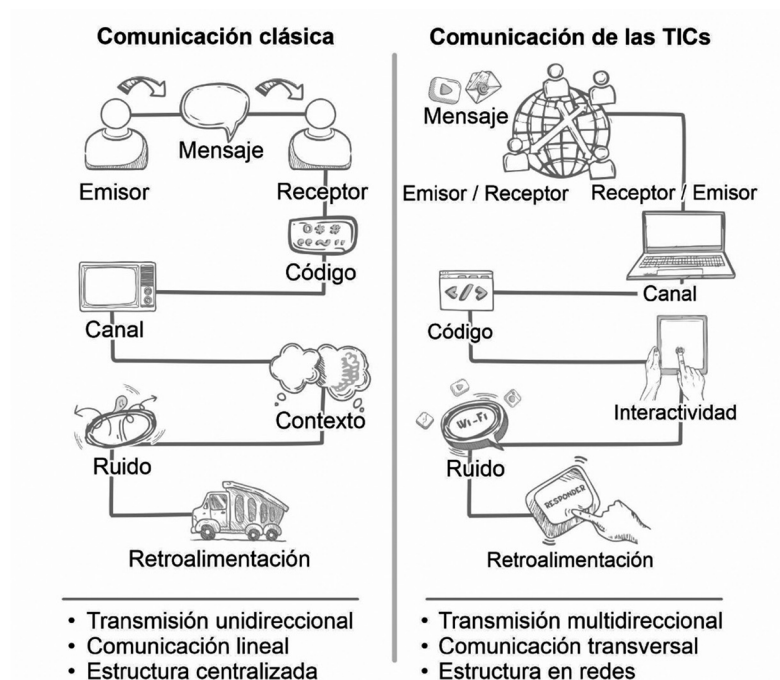 Comunicación clásica
Mensaje
Emisor
Receptor
Código
Canal
Contexto
Ruido
Retroalimentación
• Transmisión unidireccional
• Comunicación lineal
• Estructura centralizada
Comunicación de las TICs
Mensaje
Emisor / Receptor
Receptor / Emisor
Canal
</>
Código
Interactividad
Wi-Fi
Ruido
RESPONDER
Retroalimentación
• Transmisión multidireccional
• Comunicación transversal
• Estructura en redes